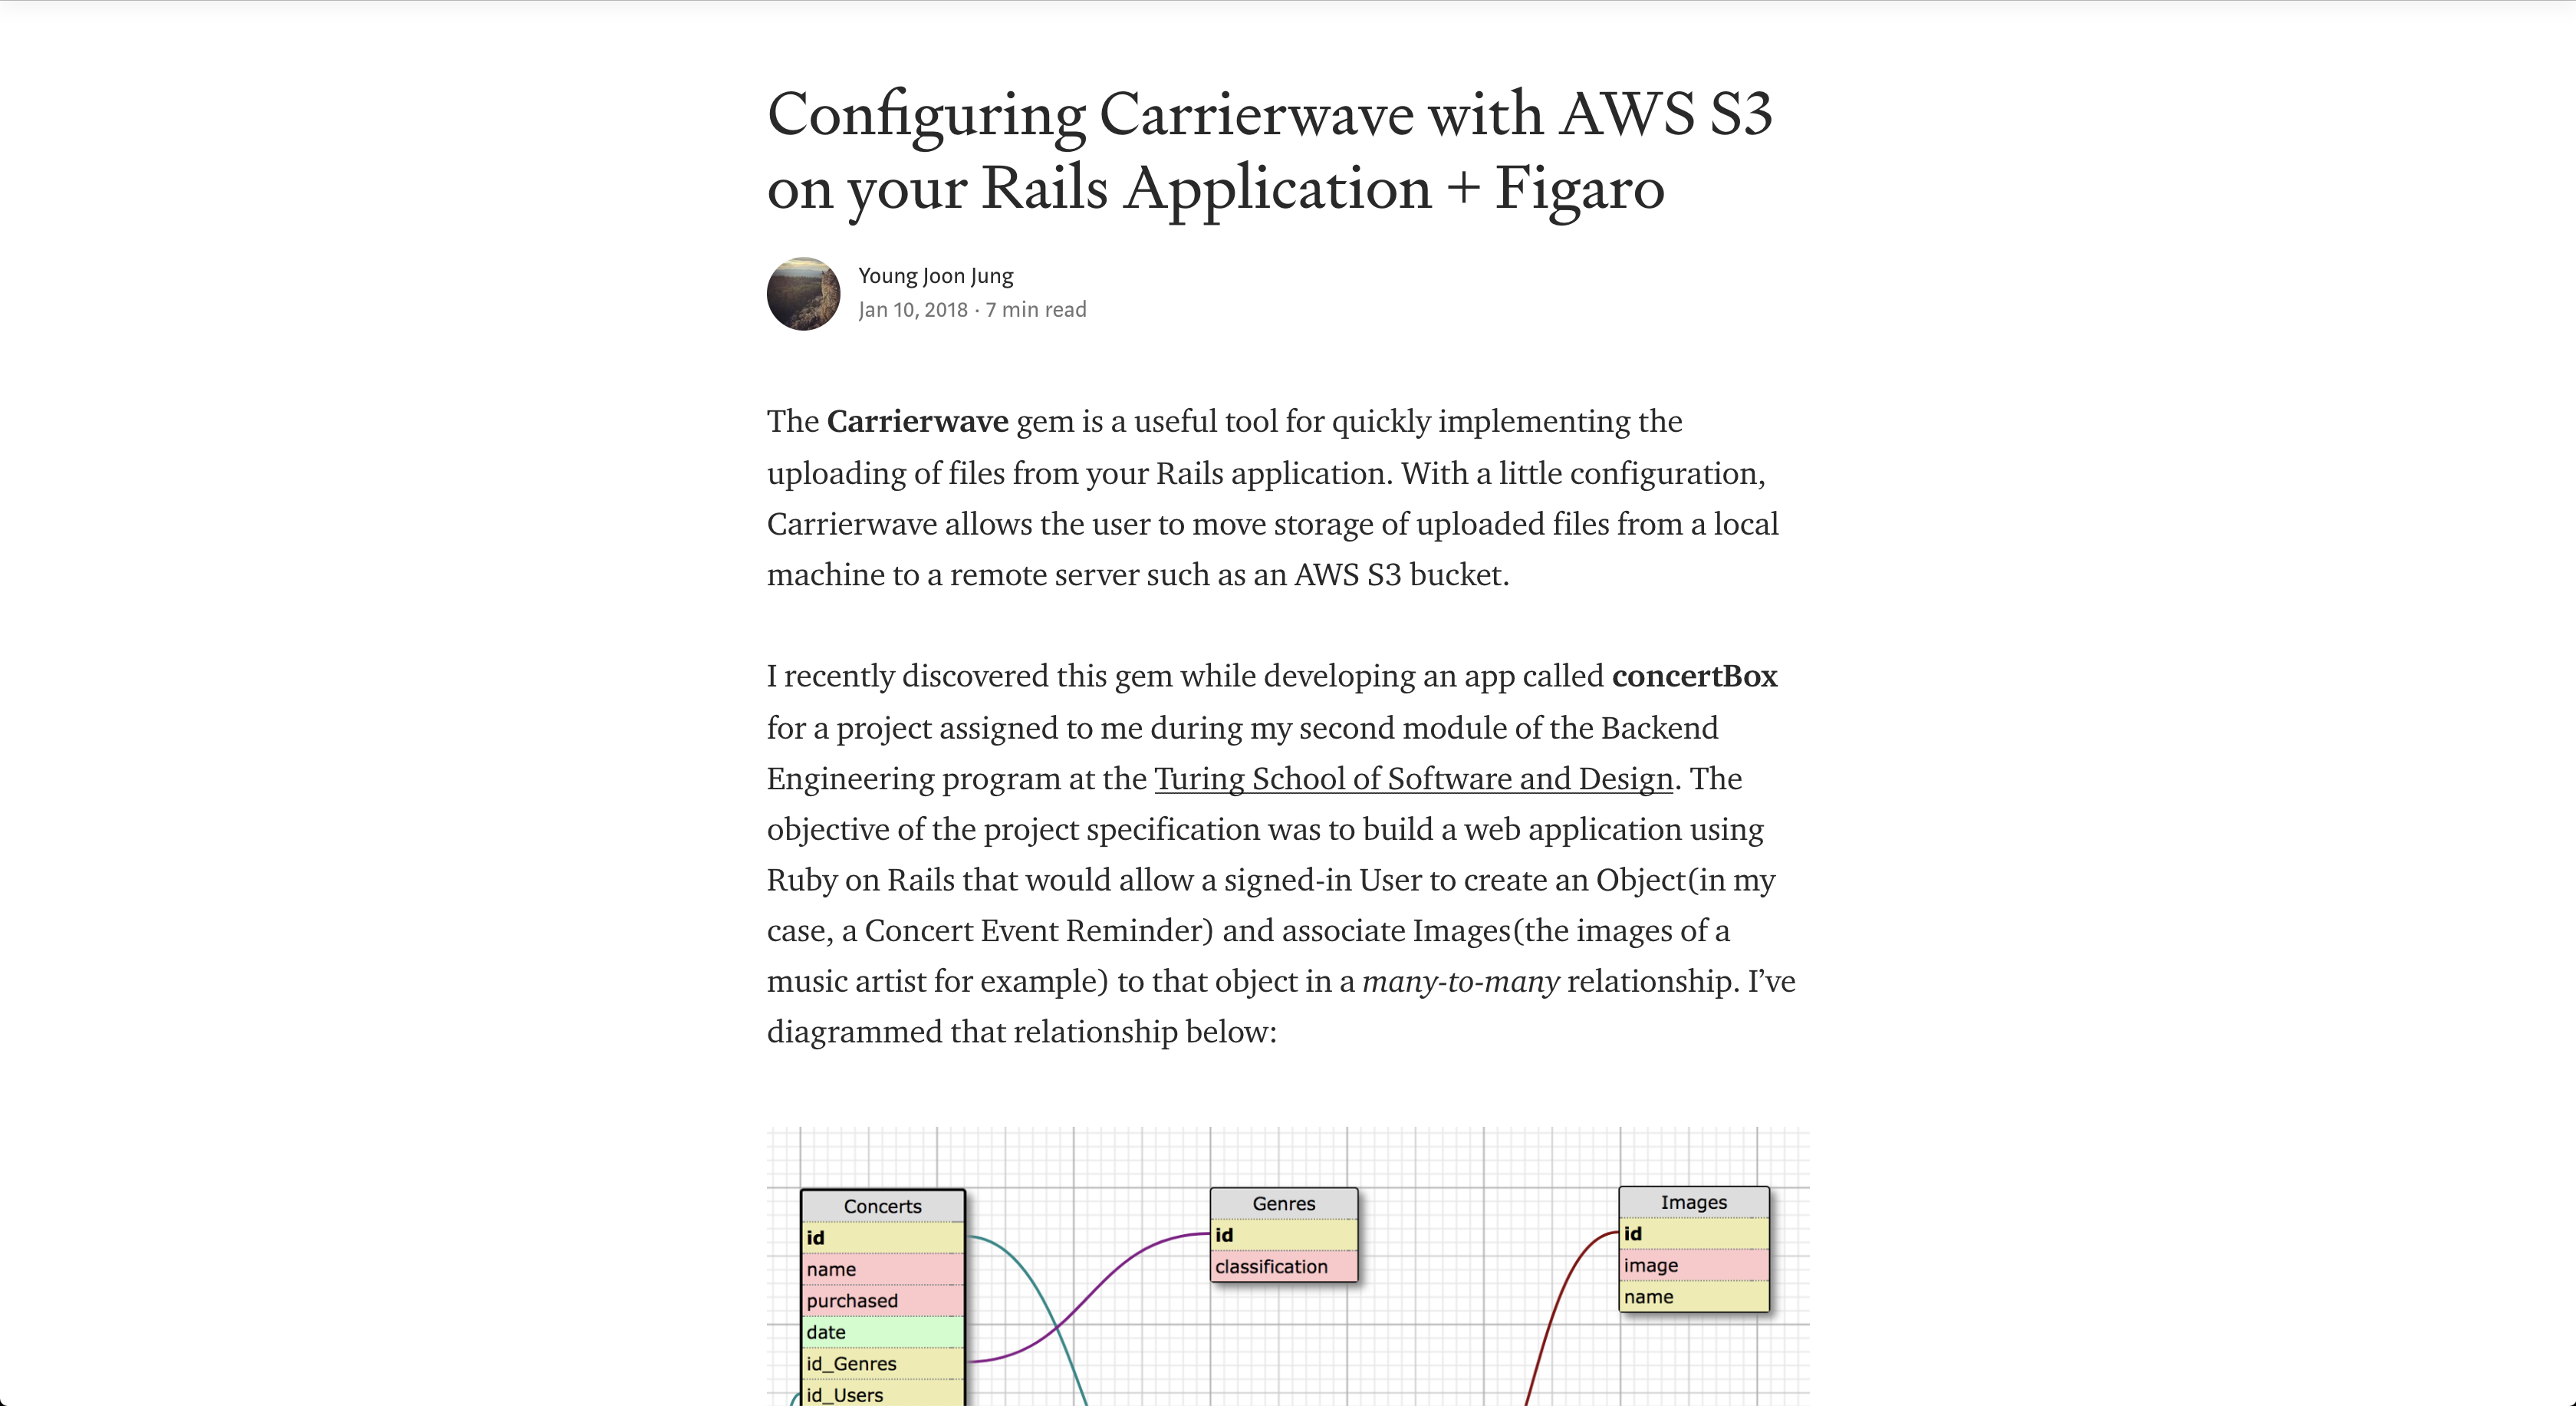 Configuring Carrierwave with AWS S3
on your Rails Application + Figaro
Young Joon Jung
Jan 10, 2018 · 7 min read
The Carrierwave gem is a useful tool for quickly implementing the
uploading of files from your Rails application. With a little configuration,
Carrierwave allows the user to move storage of uploaded files from a local
machine to a remote server such as an AWS S3 bucket.
I recently discovered this gem while developing an app called concertBox
for a project assigned to me during my second module of the Backend
Engineering program at the Turing School of Software and Design. The
objective of the project specification was to build a web application using
Ruby on Rails that would allow a signed-in User to create an Object(in my
case, a Concert Event Reminder) and associate Images(the images of a
music artist for example) to that object in a many-to-many relationship. I’ve
diagrammed that relationship below:
Concerts
id
name
purchased
date
id_Genres
id_Users
Genres
id
classification
Images
id
image
name